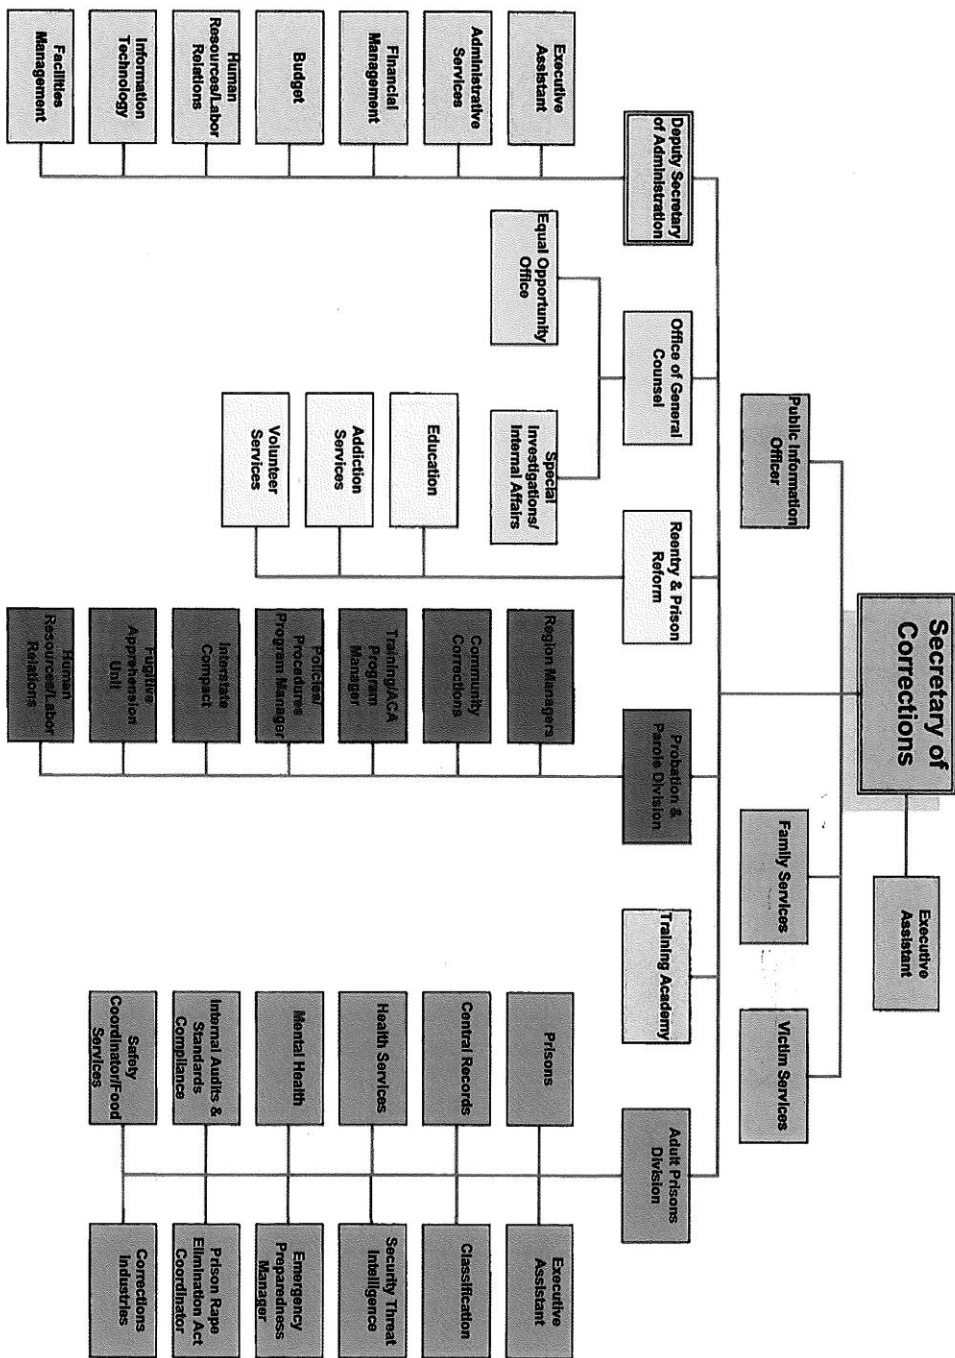 Secretary of
Corrections
Executive
Assistant
Public Information
Officer
Family Services
Victim Services
Deputy Secretary
of Administration
Office of General
Counsel
Reentry & Prison
Reform
Probation &
Parole Division
Training Academy
Adult Prisons
Division
Executive
Assistant
Administrative
Services
Financial
Management
Budget
Human
Resources/Labor
Relations
Information
Technology
Facilities
Management
Equal Opportunity
Office
Special
Investigations/
Internal Affairs
Education
Addiction
Services
Volunteer
Services
Region Managers
Community
Corrections
Training/ACA
Program
Manager
Policies/
Procedures
Program Manager
Interstate
Compact
Fugitive
Apprehension
Unit
Human
Resources/Labor
Relations
Prisons
Central Records
Health Services
Mental Health
Internal Audits &
Standards
Compliance
Safety
Coordinator/Food
Services
Executive
Assistant
Classification
Security Threat
Intelligence
Emergency
Preparedness
Manager
Prison Rape
Elimination Act
Coordinator
Corrections
Industries